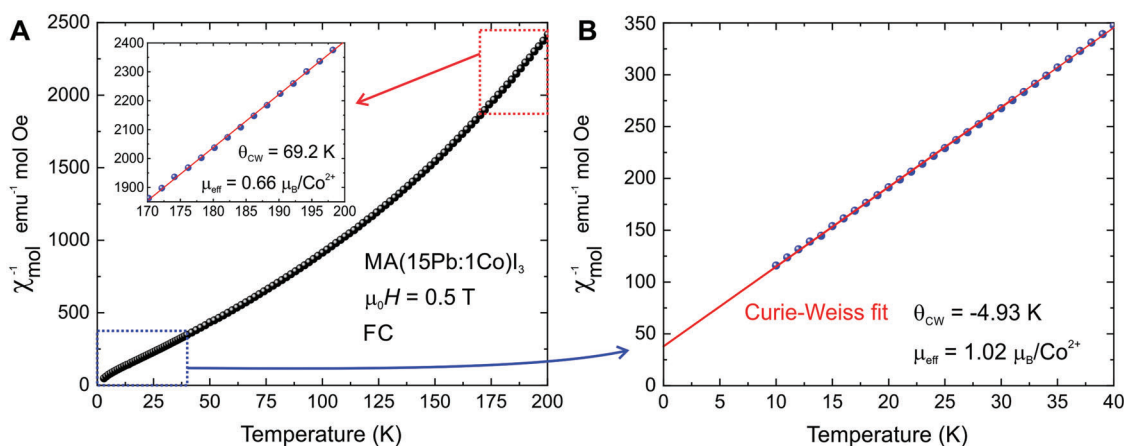 A
2500
2000
1500
1000
500
0
χ⁻¹mol emu⁻¹ mol Oe
0 25 50 75 100 125 150 175 200
Temperature (K)
2400
2300
2200
2100
2000
1900
170 175 180 185 190 195 200
θCW = 69.2 K
μeff = 0.66 μB/Co²⁺
MA(15Pb:1Co)I₃
μ₀H = 0.5 T
FC
B
350
300
250
200
150
100
50
0
χ⁻¹mol emu⁻¹ mol Oe
0 5 10 15 20 25 30 35 40
Temperature (K)
Curie-Weiss fit
θCW = -4.93 K
μeff = 1.02 μB/Co²⁺